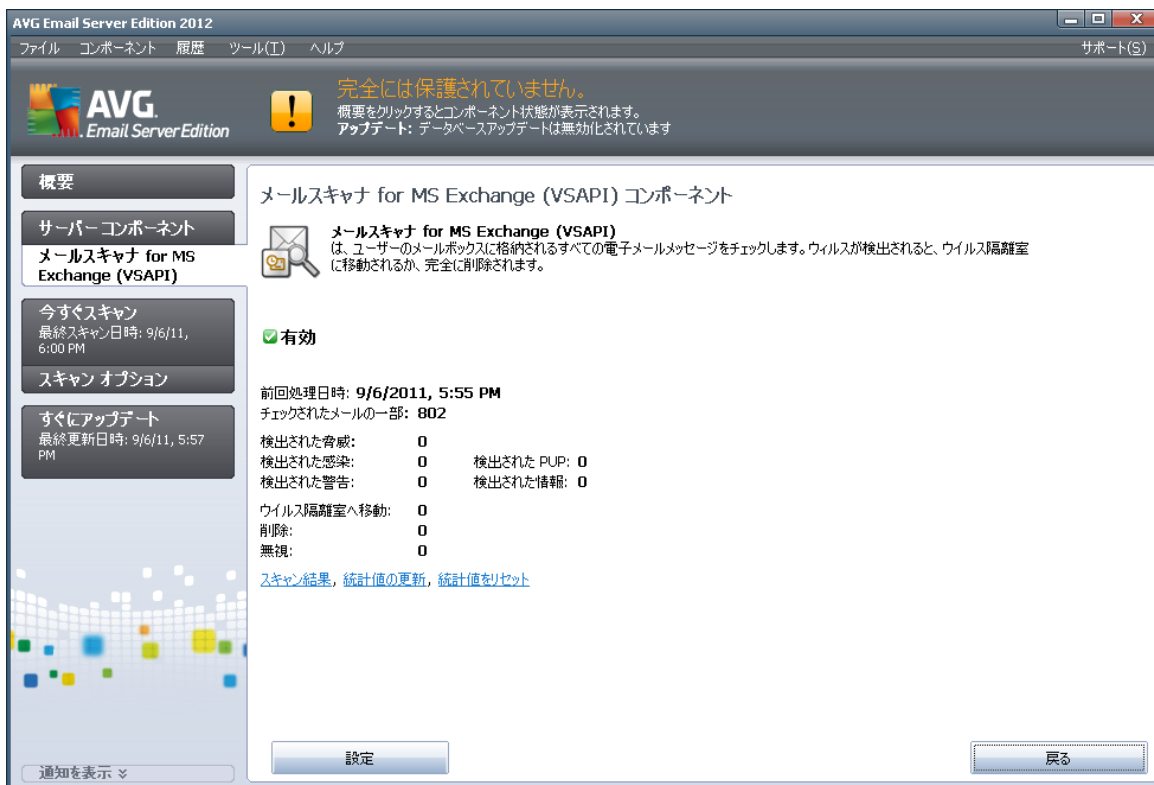 AVG Email Server Edition 2012
ファイル コンポーネント 履歴 ツール(T) ヘルプ サポート(S)
AVG.
Email Server Edition
完全には保護されていません。
概要をクリックするとコンポーネント状態が表示されます。
アップデート: データベースアップデートは無効化されています
概要
サーバー コンポーネント
メールスキャナ for MS
Exchange (VSAPI)
今すぐスキャン
最終スキャン日時: 9/6/11,
6:00 PM
スキャン オプション
すぐにアップデート
最終更新日時: 9/6/11, 5:57
PM
通知を表示
メールスキャナ for MS Exchange (VSAPI) コンポーネント
メールスキャナ for MS Exchange (VSAPI)
は、ユーザーのメールボックスに格納されるすべての電子メールメッセージをチェックします。ウィルスが検出されると、ウイルス隔離室
に移動されるか、完全に削除されます。
有効
前回処理日時: 9/6/2011, 5:55 PM
チェックされたメールの一部: 802
検出された脅威: 0
検出された感染: 0 検出された PUP: 0
検出された警告: 0 検出された情報: 0
ウイルス隔離室へ移動: 0
削除: 0
無視: 0
スキャン結果, 統計値の更新, 統計値をリセット
設定
戻る